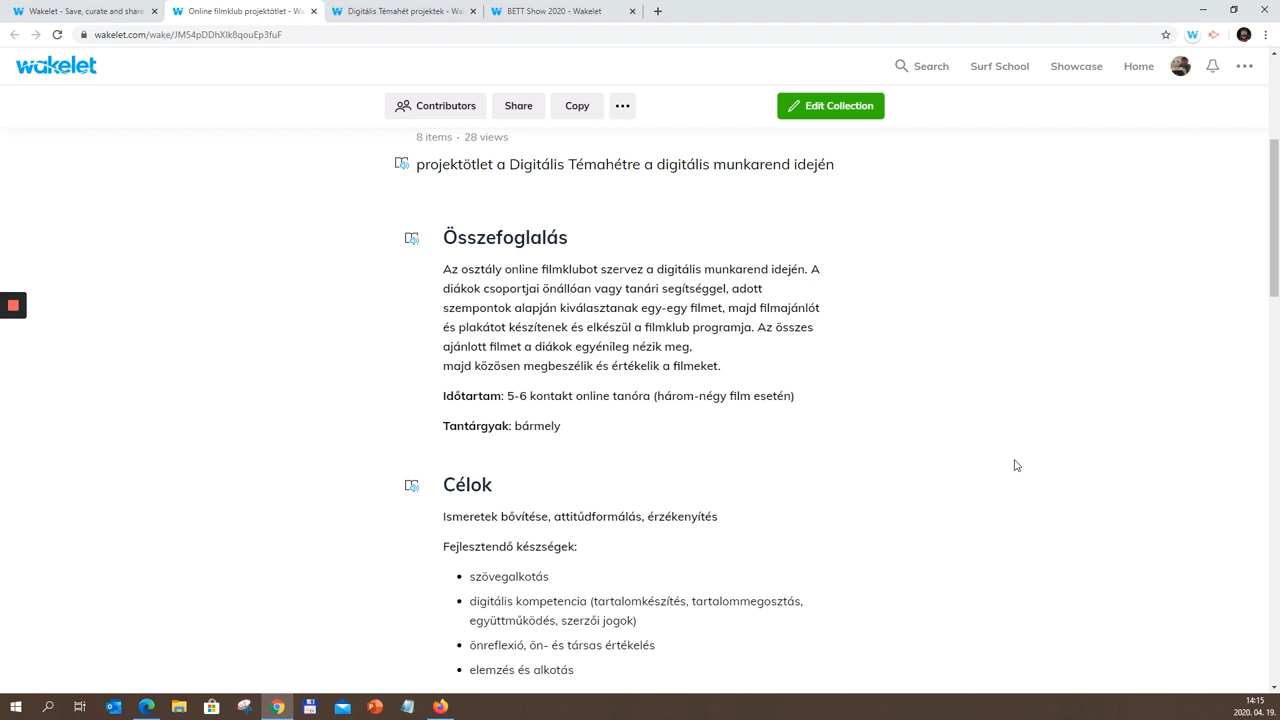 Wakelet - Save, curate and share
Online filmklub projektötlet - Wa
Digitális Témahét projektek - Wa
BETT Show 2020 - Wakelet
wakelet.com/wake/JM54pDDhXIk8qouEp3fuF
wakelet
Search
Surf School
Showcase
Home
Contributors
Share
Copy
Edit Collection
8 items · 28 views
projektötlet a Digitális Témahétre a digitális munkarend idején
Összefoglalás
Az osztály online filmklubot szervez a digitális munkarend idején. A
diákok csoportjai önállóan vagy tanári segítséggel, adott
szempontok alapján kiválasztanak egy-egy filmet, majd filmajánlót
és plakátot készítenek és elkészül a filmklub programja. Az összes
ajánlott filmet a diákok egyénileg nézik meg,
majd közösen megbeszélik és értékelik a filmeket.
Időtartam: 5-6 kontakt online tanóra (három-négy film esetén)
Tantárgyak: bármely
Célok
Ismeretek bővítése, attitűdformálás, érzékenyítés
Fejlesztendő készségek:
szövegalkotás
digitális kompetencia (tartalomkészítés, tartalommegosztás,
együttműködés, szerzői jogok)
önreflexió, ön- és társas értékelés
elemzés és alkotás
14:15
2020. 04. 19.